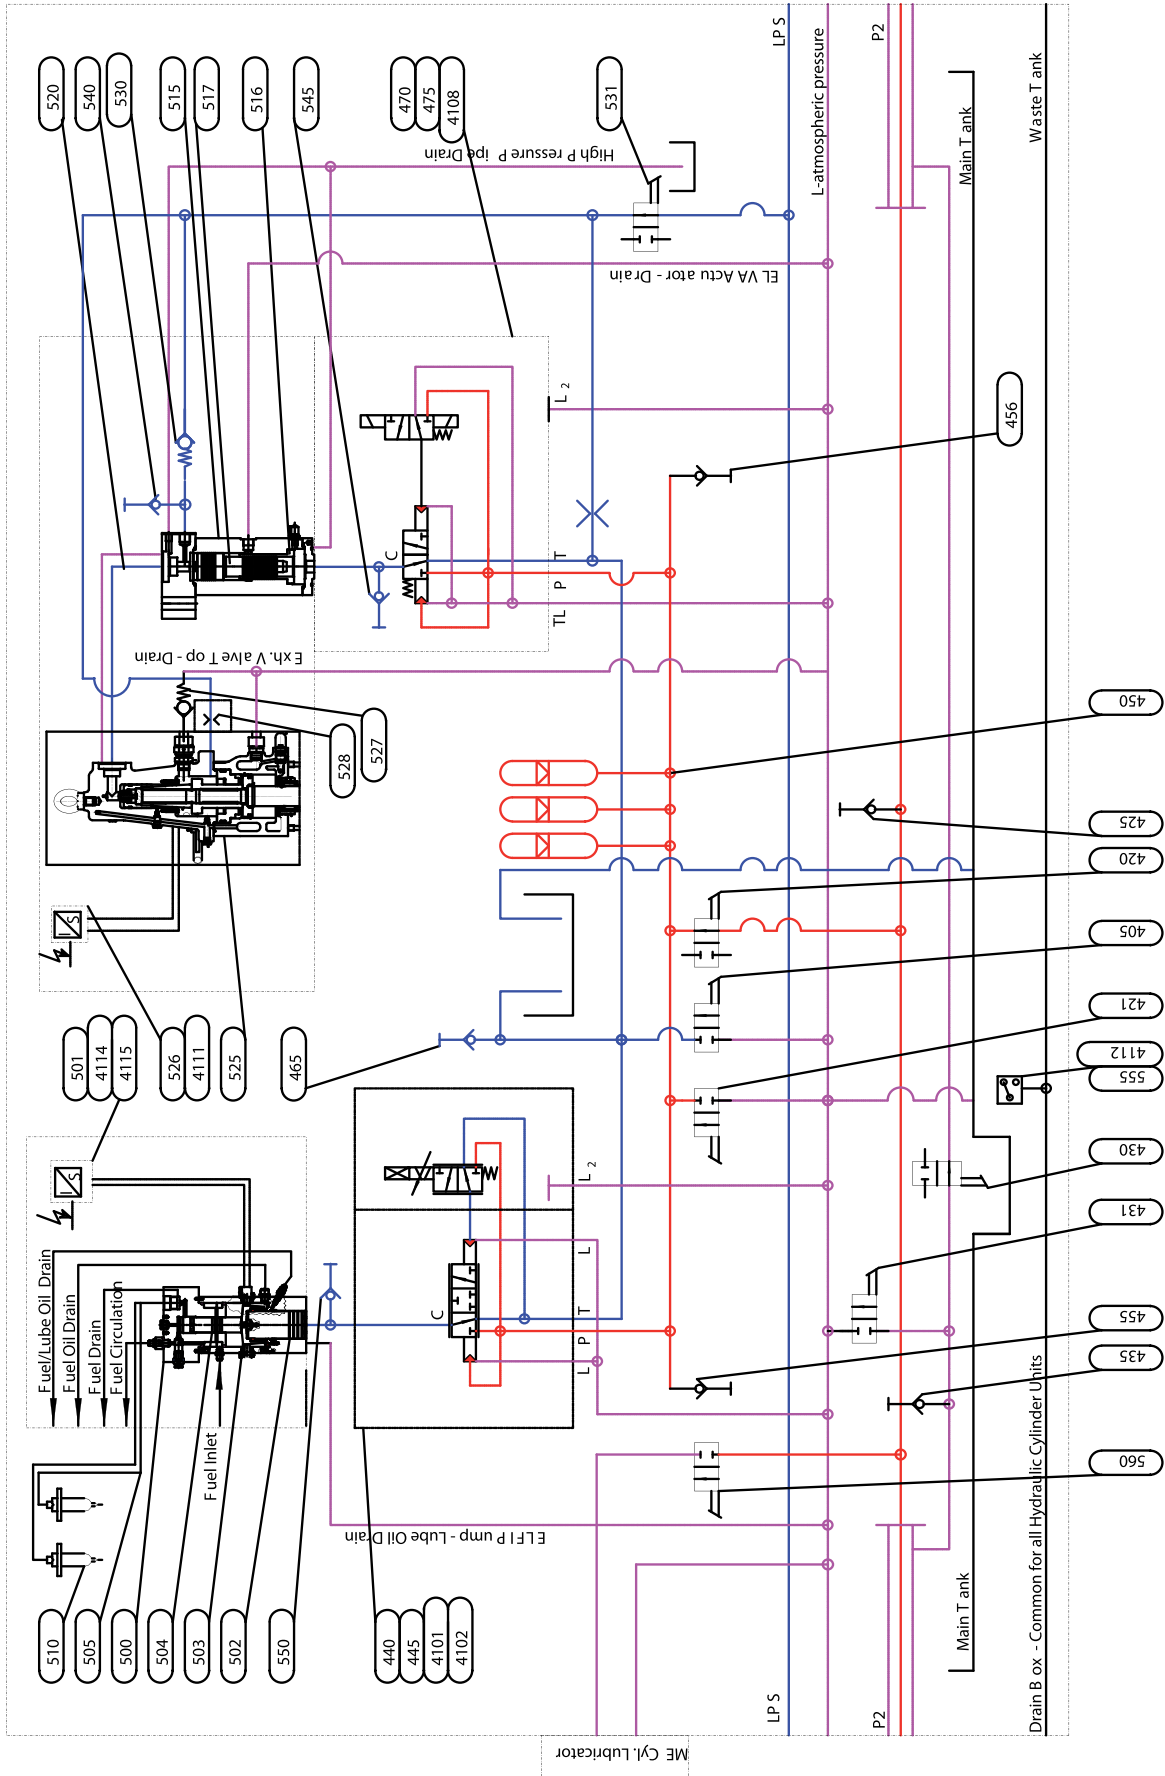 520
540
530
515
517
516
545
470
475
4108
531
LP S
L-atmospheric pressure
P2
Main T ank
Waste T ank
High P ressure P ipe Drain
EL VA Actu ator - Drain
L 2
456
C
T
P
TL
Exh. V alve T op - Drain
528
527
450
425
420
405
421
4112
555
430
431
455
435
560
I
S
501
4114
4115
526
4111
525
465
I
S
Fuel/Lube Oil Drain
Fuel Oil Drain
Fuel Drain
Fuel Circulation
Fuel Inlet
C
L 2
L
T
P
L
ELFI P ump - Lube Oil Drain
510
505
500
504
503
502
550
440
445
4101
4102
LP S
P2
Main T ank
Drain B ox - Common for all Hydraulic Cylinder Units
ME Cyl. Lubricator